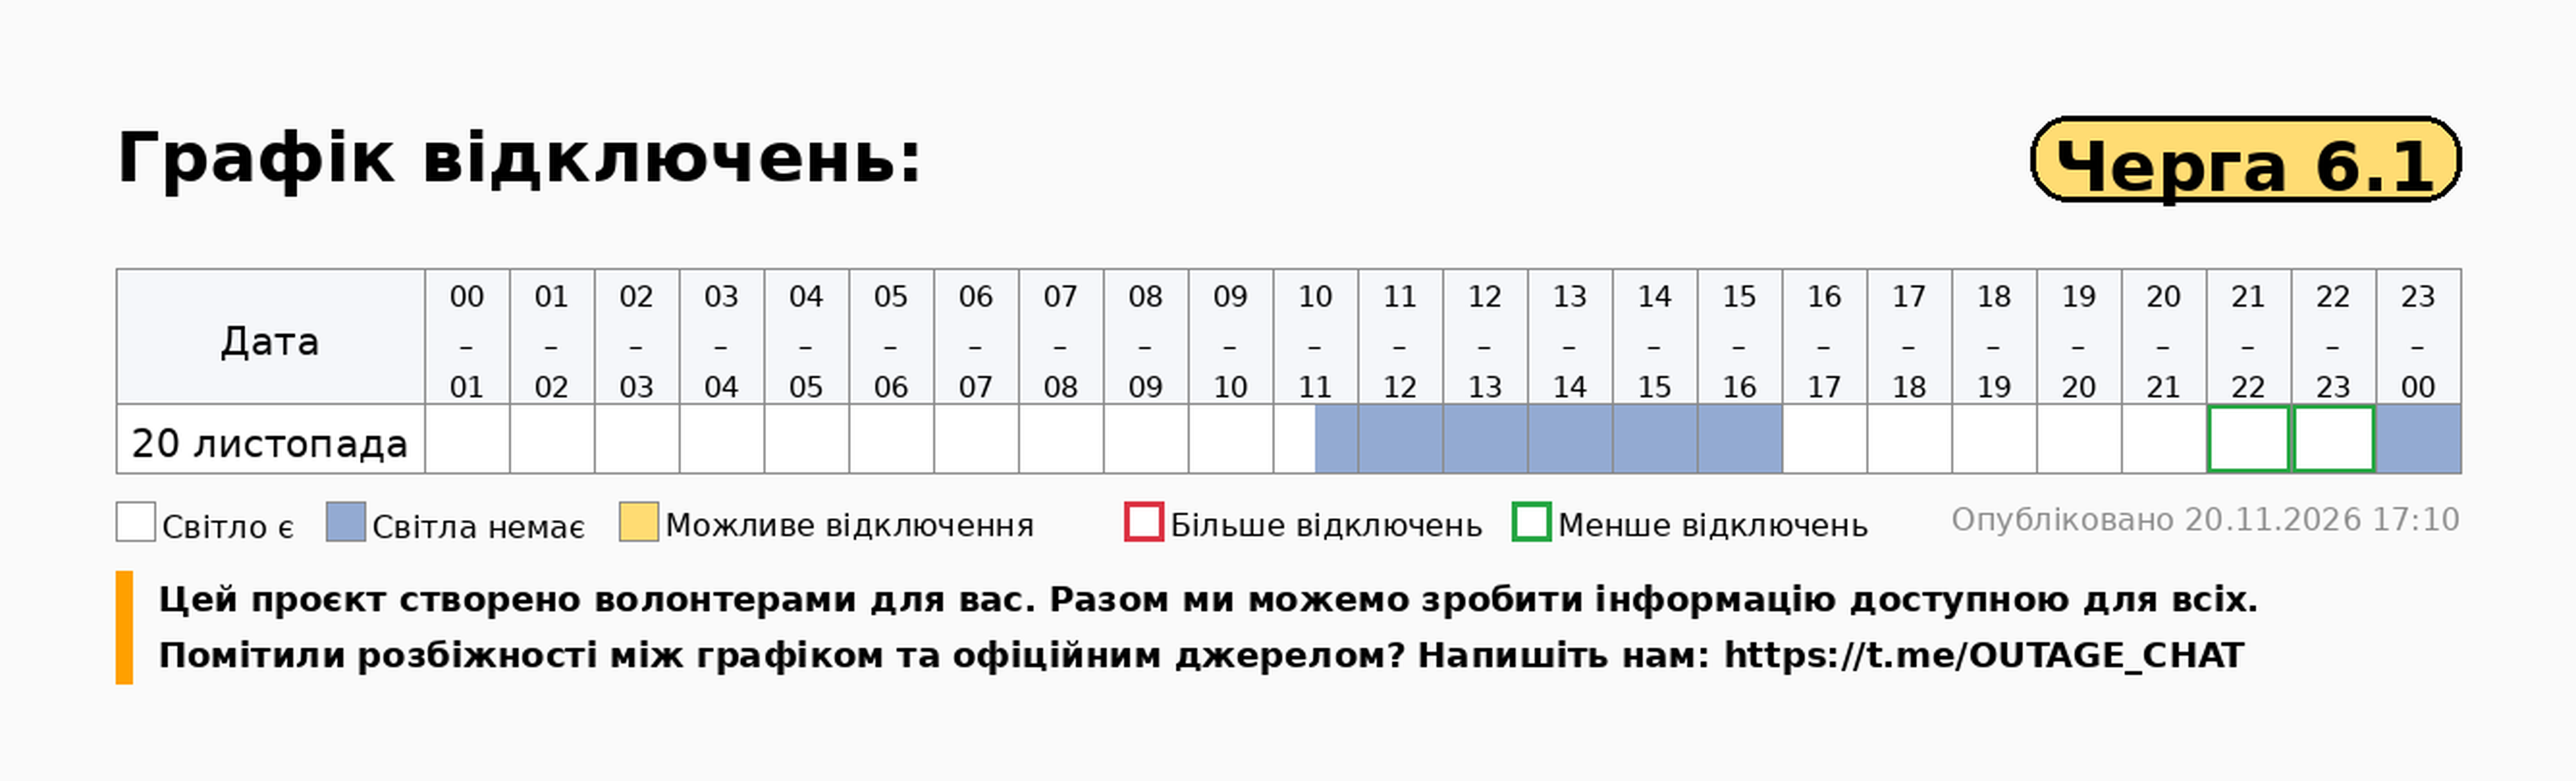 Графік відключень:
Черга 6.1
Дата 00 – 01 01 – 02 02 – 03 03 – 04 04 – 05 05 – 06 06 – 07 07 – 08 08 – 09 09 – 10 10 – 11 11 – 12 12 – 13 13 – 14 14 – 15 15 – 16 16 – 17 17 – 18 18 – 19 19 – 20 20 – 21 21 – 22 22 – 23 23 – 00
20 листопада
Світло є Світла немає Можливе відключення Більше відключень Менше відключень Опубліковано 20.11.2026 17:10
Цей проєкт створено волонтерами для вас. Разом ми можемо зробити інформацію доступною для всіх.
Помітили розбіжності між графіком та офіційним джерелом? Напишіть нам: https://t.me/OUTAGE_CHAT